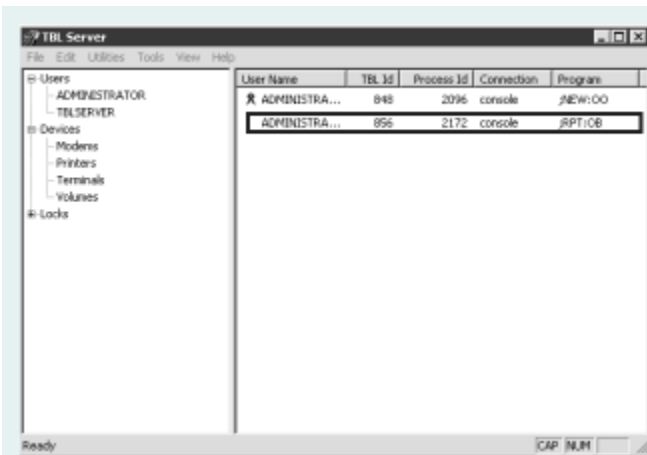 TBL Server
File Edit Utilities Tools View Help
Users
ADMINISTRATOR
TBLSERVER
Devices
Modems
Printers
Terminals
Volumes
Locks
User Name TBL Id Process Id Connection Program
ADMINISTRA... 848 2096 console ;NEW:OO
ADMINISTRA... 856 2172 console ;RPT:OB
Ready CAP NUM